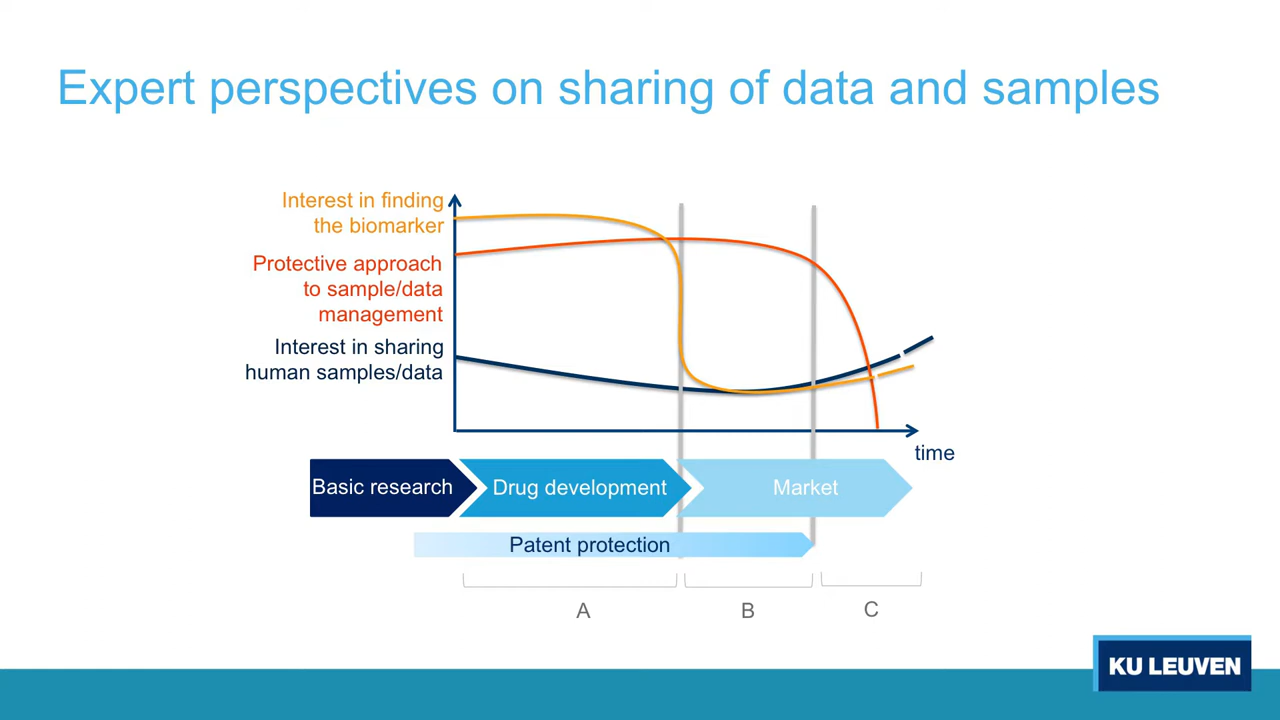 Expert perspectives on sharing of data and samples
Interest in finding
the biomarker
Protective approach
to sample/data
management
Interest in sharing
human samples/data
time
Basic research
Drug development
Market
Patent protection
A
B
C
KU LEUVEN